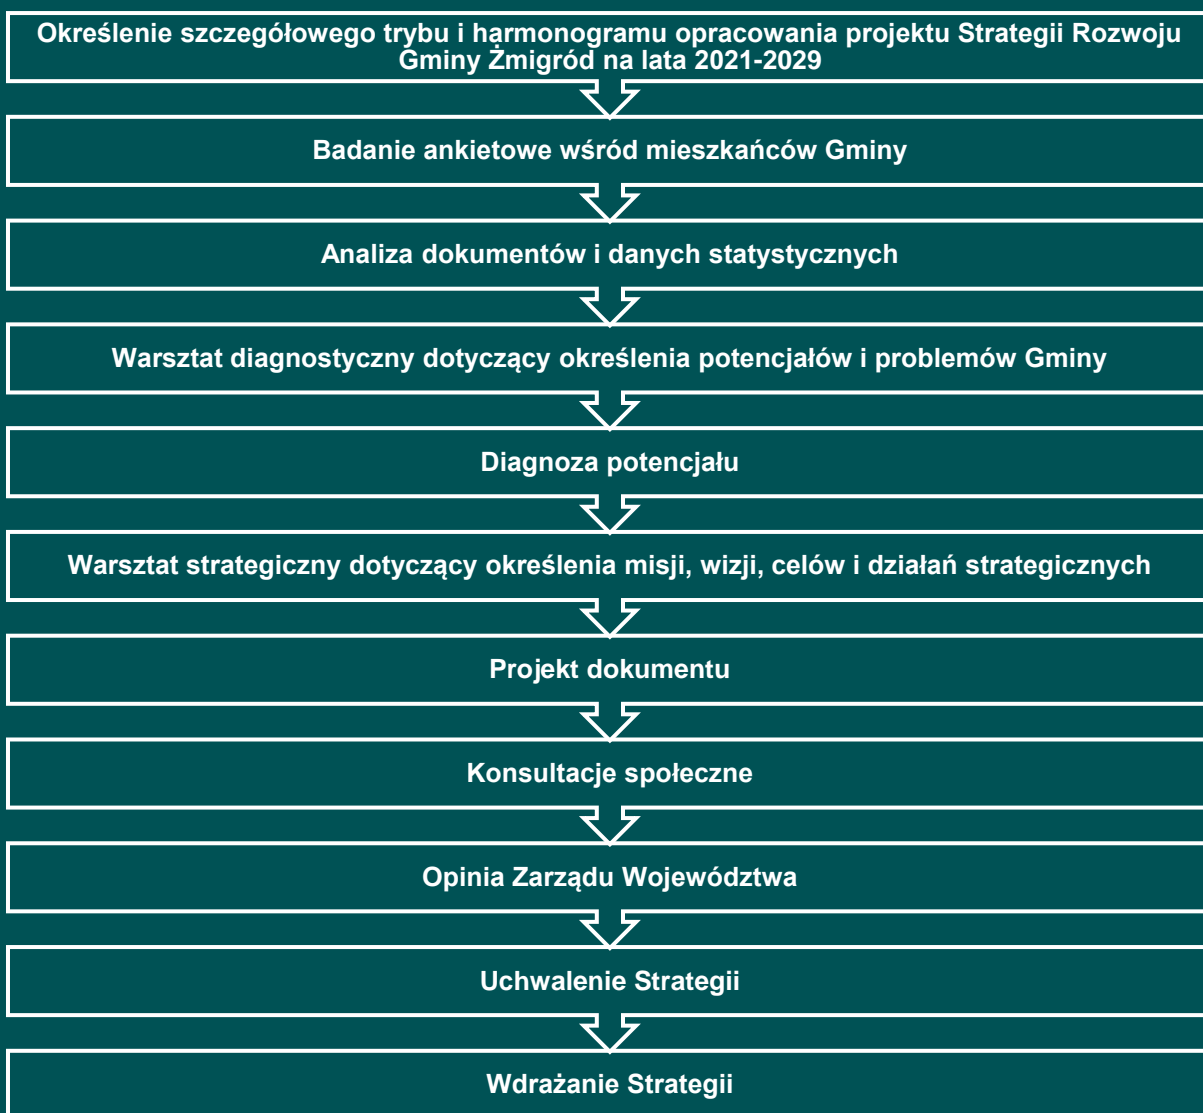 Określenie szczegółowego trybu i harmonogramu opracowania projektu Strategii Rozwoju
Gminy Żmigród na lata 2021-2029
Badanie ankietowe wśród mieszkańców Gminy
Analiza dokumentów i danych statystycznych
Warsztat diagnostyczny dotyczący określenia potencjałów i problemów Gminy
Diagnoza potencjału
Warsztat strategiczny dotyczący określenia misji, wizji, celów i działań strategicznych
Projekt dokumentu
Konsultacje społeczne
Opinia Zarządu Województwa
Uchwalenie Strategii
Wdrażanie Strategii